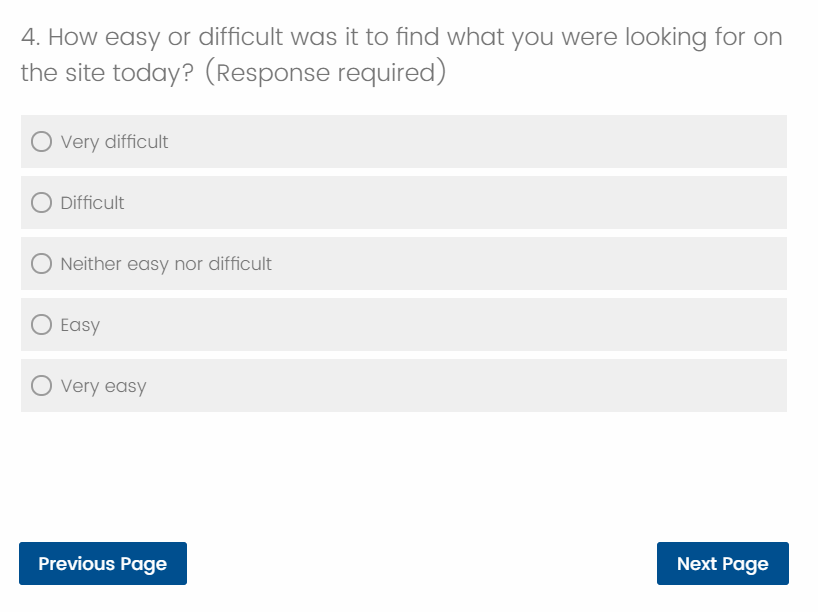 4. How easy or difficult was it to find what you were looking for on
the site today? (Response required)
Very difficult
Difficult
Neither easy nor difficult
Easy
Very easy
Previous Page
Next Page